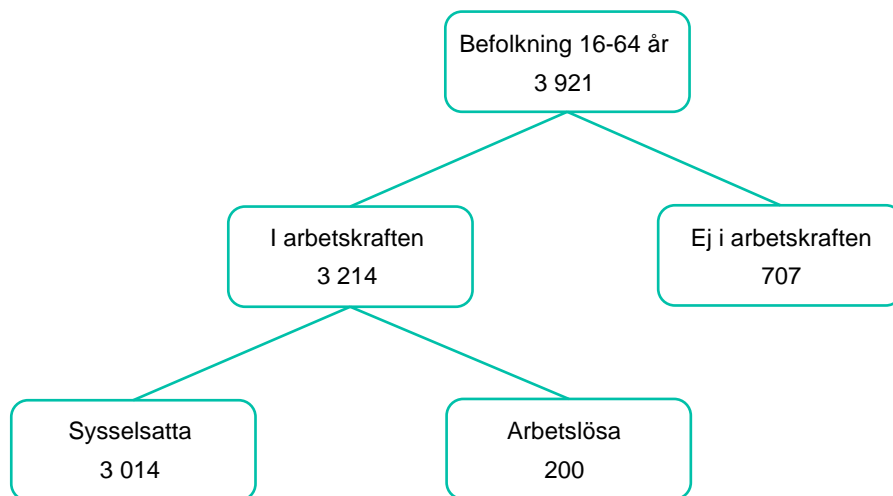 Befolkning 16-64 år
3 921
I arbetskraften
3 214
Ej i arbetskraften
707
Sysselsatta
3 014
Arbetslösa
200